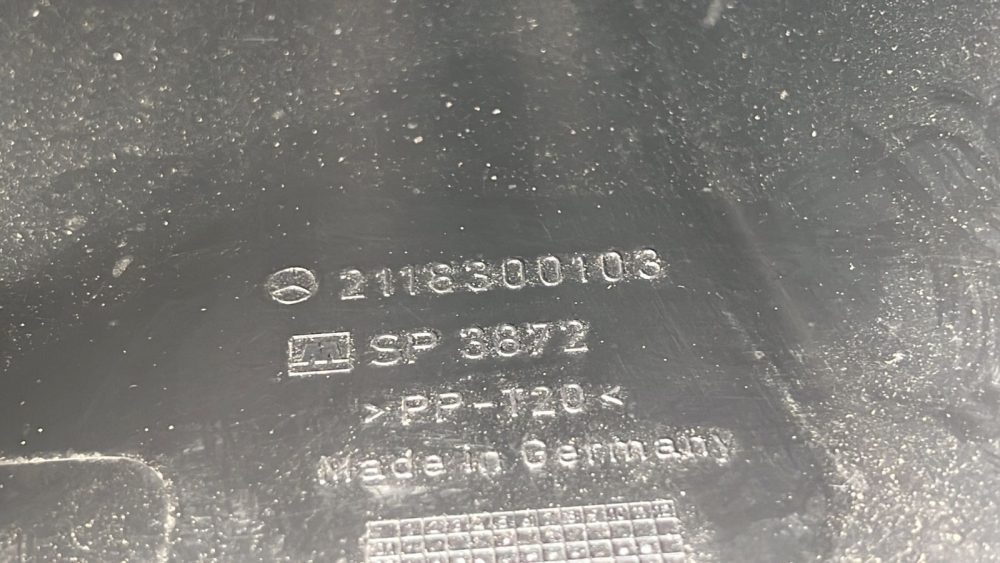 2118300103
SP 3872
>PP-T20<
Made In Germany